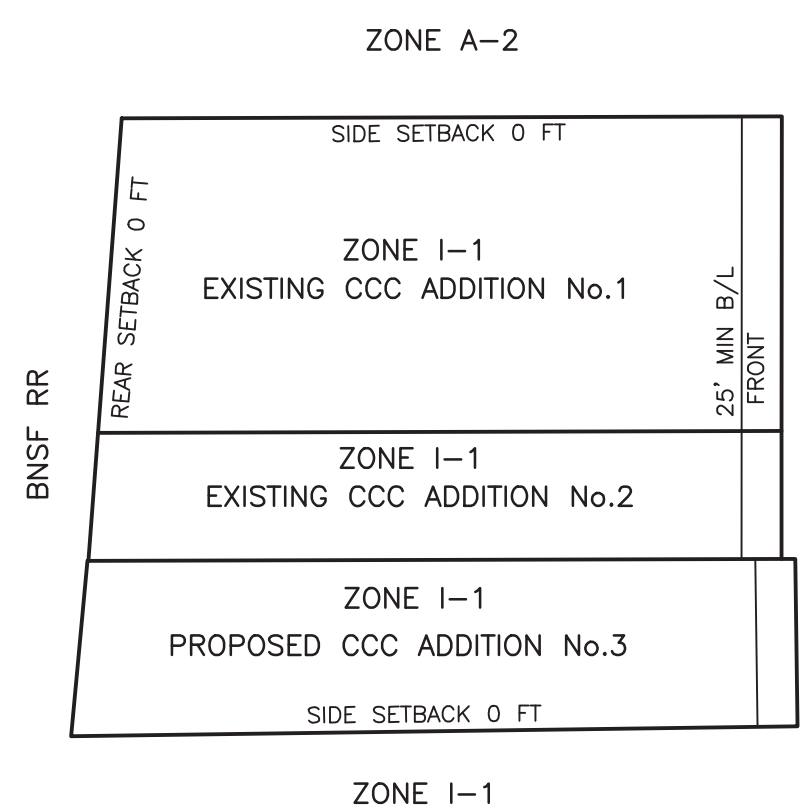 ZONE A-2
SIDE SETBACK 0 FT
REAR SETBACK 0 FT
ZONE I-1
EXISTING CCC ADDITION No.1
25' MIN B/L
FRONT
BNSF RR
ZONE I-1
EXISTING CCC ADDITION No.2
ZONE I-1
PROPOSED CCC ADDITION No.3
SIDE SETBACK 0 FT
ZONE I-1